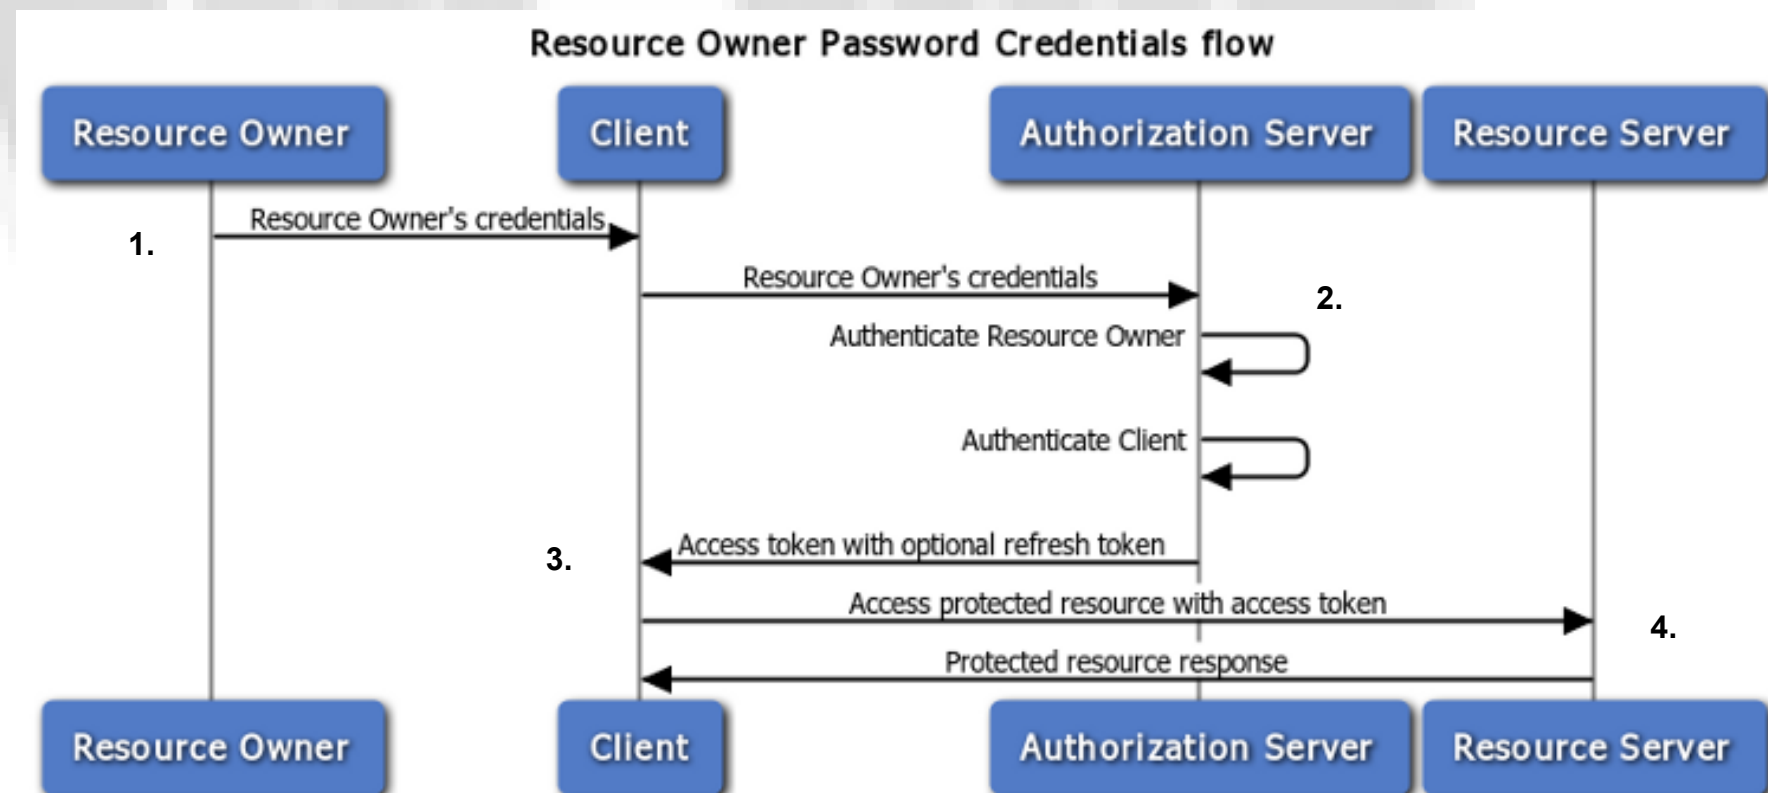 Resource Owner Password Credentials flow
Resource Owner Client Authorization Server Resource Server
Resource Owner's credentials
1.
Resource Owner's credentials
2.
Authenticate Resource Owner
Authenticate Client
Access token with optional refresh token
3.
Access protected resource with access token
4.
Protected resource response
Resource Owner Client Authorization Server Resource Server